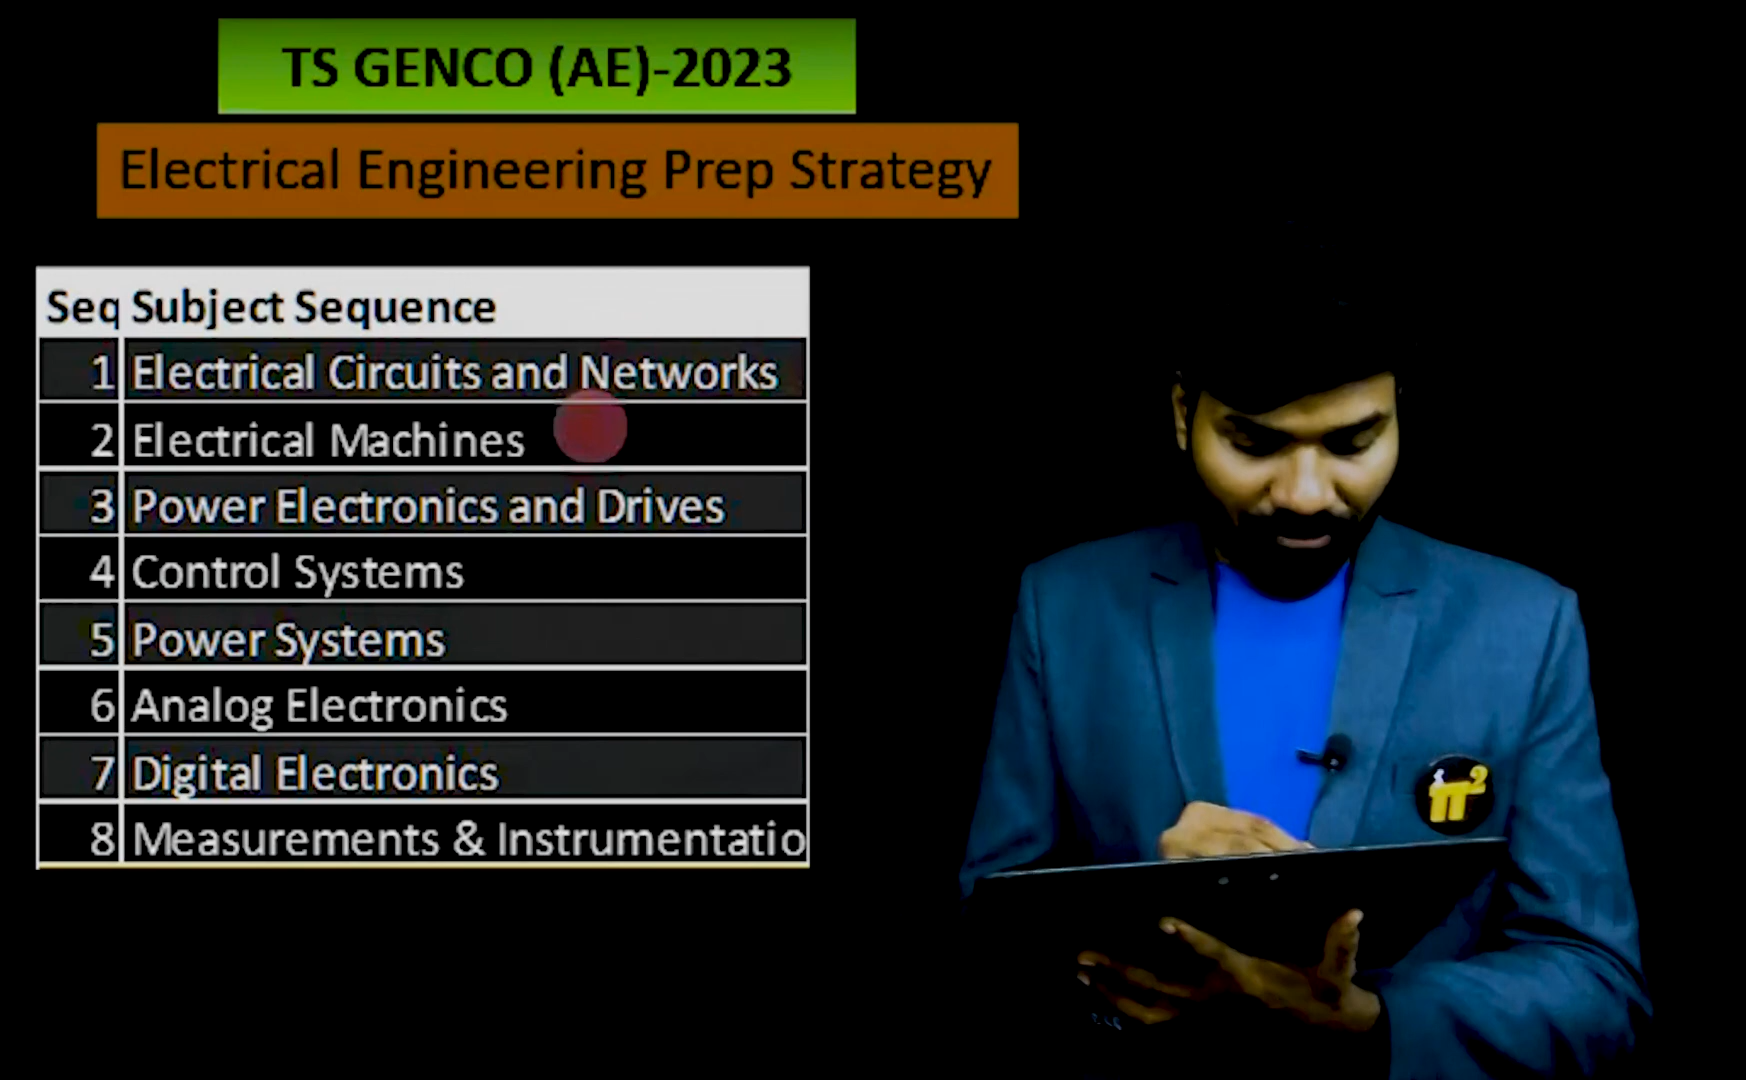 TS GENCO (AE)-2023
Electrical Engineering Prep Strategy
Seq Subject Sequence
1 Electrical Circuits and Networks
2 Electrical Machines
3 Power Electronics and Drives
4 Control Systems
5 Power Systems
6 Analog Electronics
7 Digital Electronics
8 Measurements & Instrumentatio